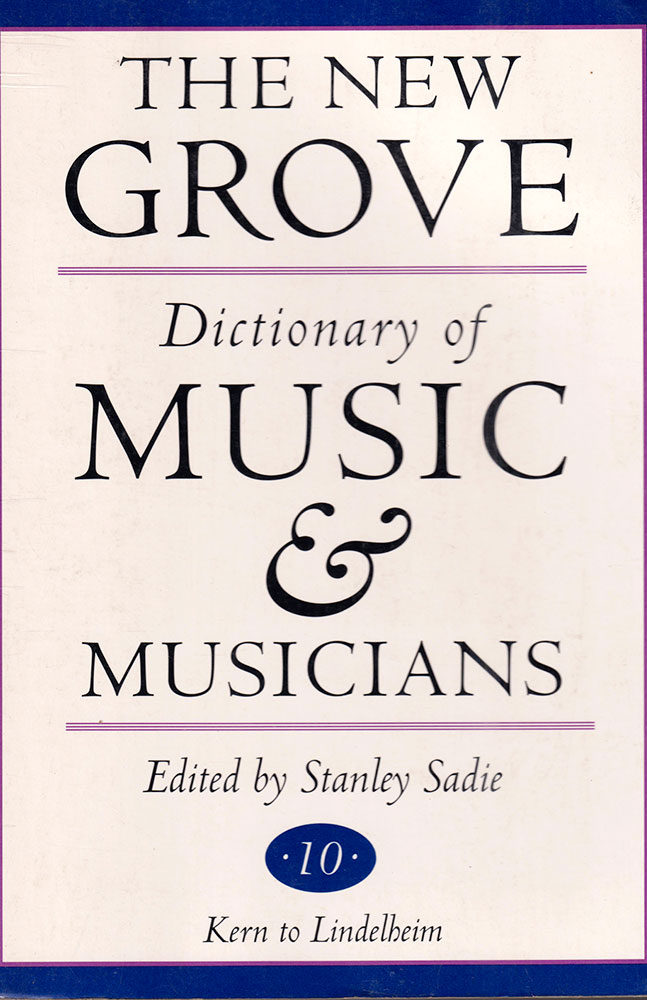 THE NEW
GROVE
Dictionary of
MUSIC
&
MUSICIANS
Edited by Stanley Sadie
·10·
Kern to Lindelheim